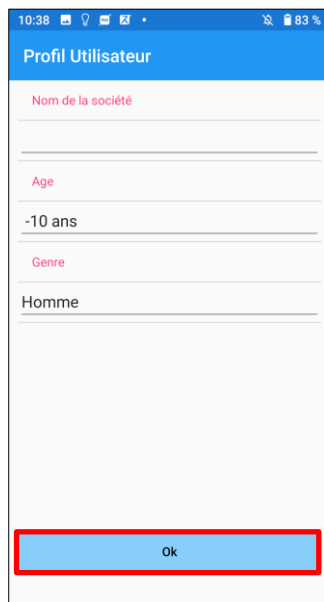 10:38
83 %
Profil Utilisateur
Nom de la société
Age
-10 ans
Genre
Homme
Ok